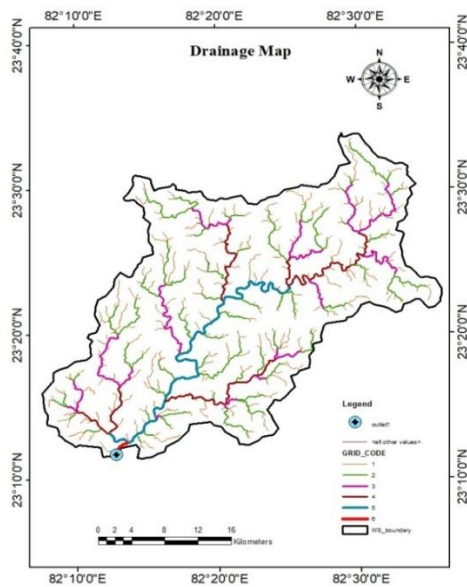 82°10'0"E 82°20'0"E 82°30'0"E
Drainage Map
N
W E
S
23°40'0"N 23°40'0"N
23°30'0"N 23°30'0"N
23°20'0"N 23°20'0"N
23°10'0"N 23°10'0"N
Legend
outlet1
<all other values>
GRID_CODE
1
2
3
4
5
6
WS_boundary
0 2 4 8 12 16
Kilometers
82°10'0"E 82°20'0"E 82°30'0"E